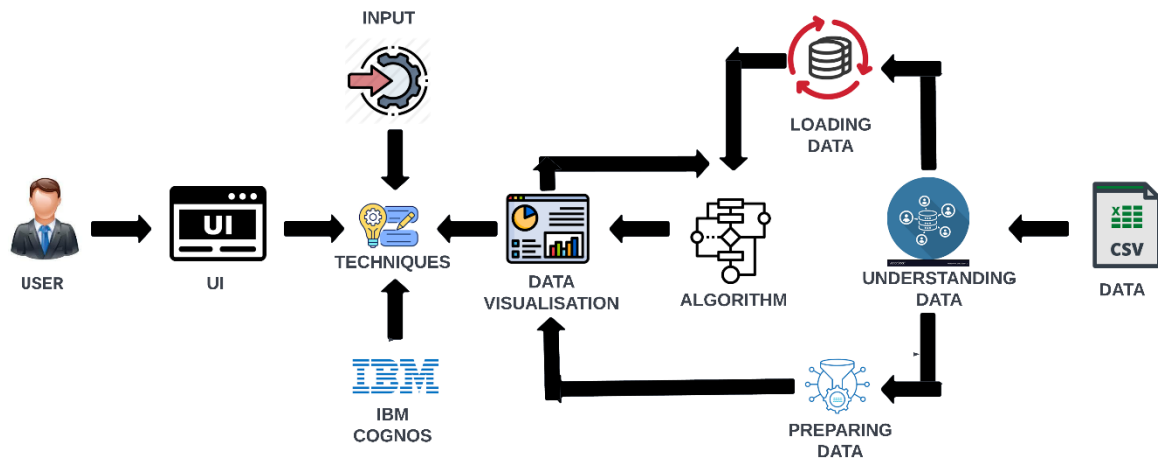 INPUT
LOADING
DATA
UI
X
CSV
USER
UI
TECHNIQUES
DATA
VISUALISATION
ALGORITHM
UNDERSTANDING
DATA
DATA
IBM
IBM
COGNOS
PREPARING
DATA